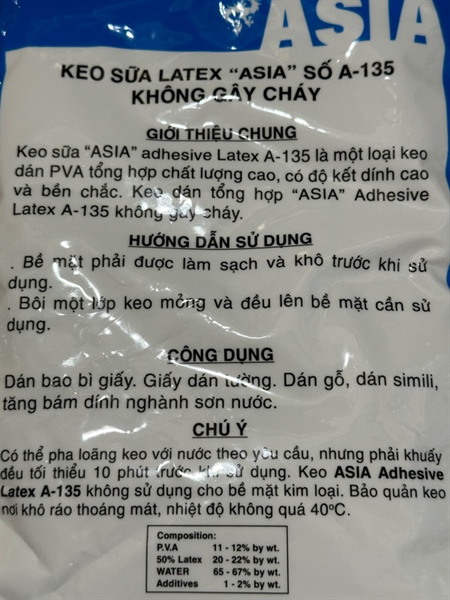 ASIA
KEO SỮA LATEX “ASIA” SỐ A-135
KHÔNG GÂY CHÁY
GIỚI THIỆU CHUNG
Keo sữa “ASIA” adhesive Latex A-135 là một loại keo
dán PVA tổng hợp chất lượng cao, có độ kết dính cao
và bền chắc. Keo dán tổng hợp “ASIA” Adhesive
Latex A-135 không gây cháy.
HƯỚNG DẪN SỬ DỤNG
. Bề mặt phải được làm sạch và khô trước khi sử
dụng.
. Bôi một lớp keo mỏng và đều lên bề mặt cần sử
dụng.
CÔNG DỤNG
Dán bao bì giấy. Giấy dán tường. Dán gỗ, dán simili,
tăng bám dính nghành sơn nước.
CHÚ Ý
Có thể pha loãng keo với nước theo yêu cầu, nhưng phải khuấy
đều tối thiểu 10 phút trước khi sử dụng. Keo ASIA Adhesive
Latex A-135 không sử dụng cho bề mặt kim loại. Bảo quản keo
nơi khô ráo thoáng mát, nhiệt độ không quá 40ºC.
Composition:
P.V.A 11 - 12% by wt.
50% Latex 20 - 22% by wt.
WATER 65 - 67% by wt.
Additives 1 - 2% by wt.